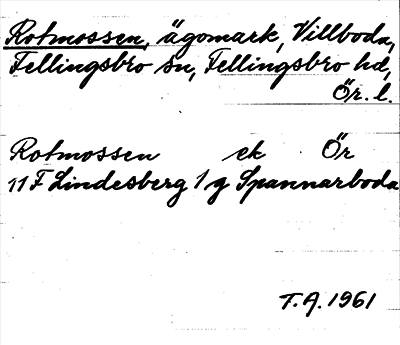 Rotmossen, ägomark, Villboda,
Fellingsbro sn, Fellingsbro hd,
Ör. l.
Rotmossen ek Ör
11 F Lindesberg 1 g Spannarboda
T.A. 1961